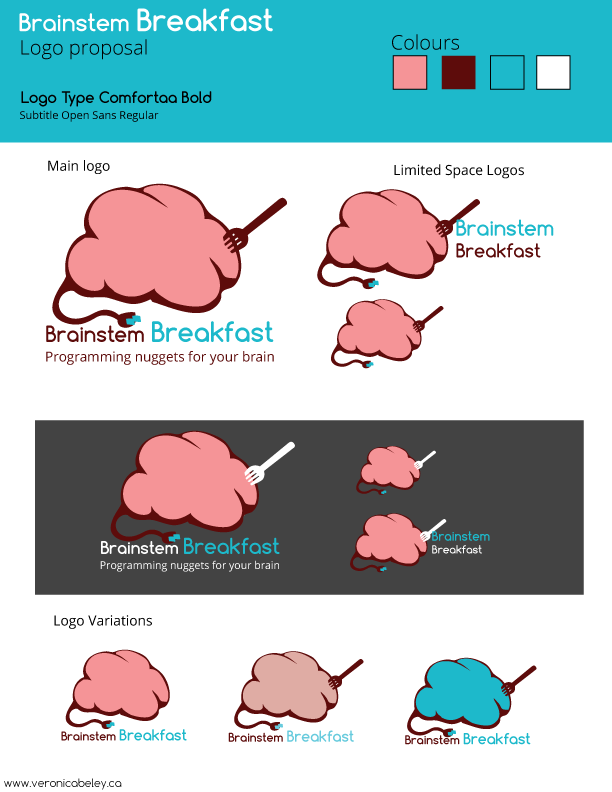 Brainstem Breakfast
Logo proposal
Colours
Logo Type Comfortaa Bold
Subtitle Open Sans Regular
Main logo
Limited Space Logos
Brainstem
Breakfast
Brainstem Breakfast
Programming nuggets for your brain
Brainstem Breakfast
Programming nuggets for your brain
Brainstem
Breakfast
Logo Variations
Brainstem Breakfast
Brainstem Breakfast
Brainstem Breakfast
www.veronicabeley.ca